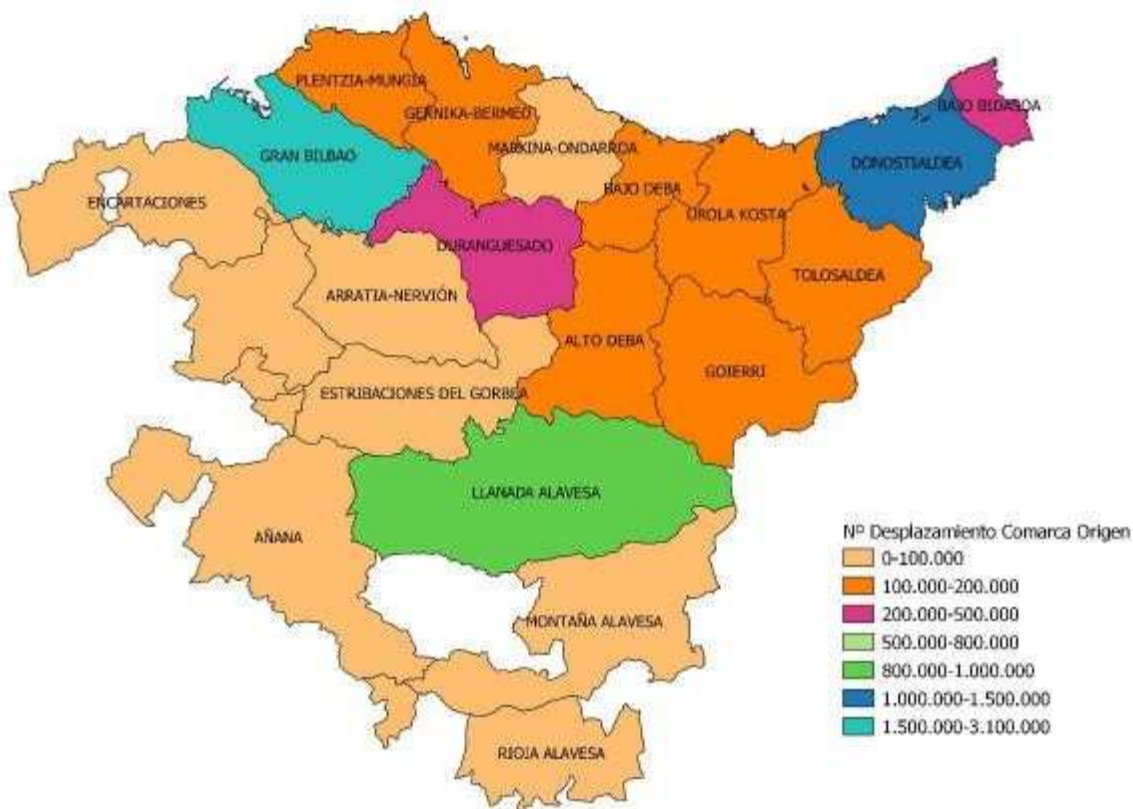 PLENTZIA-MUNGIA
BAJO BIDASOA
GERNIKA-BERMEO
MARKINA-ONDARROA
GRAN BILBAO
DONOSTIALDEA
BAJO DEBA
ENCARTACIONES
UROLA KOSTA
DURANGUESADO
TOLOSALDEA
ARRATIA-NERVIÓN
ALTO DEBA
GOIERRI
ESTRIBACIONES DEL GORBEA
LLANADA ALAVESA
AÑANA
MONTAÑA ALAVESA
RIOJA ALAVESA
Nº Desplazamiento Comarca Origen
0-100.000
100.000-200.000
200.000-500.000
500.000-800.000
800.000-1.000.000
1.000.000-1.500.000
1.500.000-3.100.000